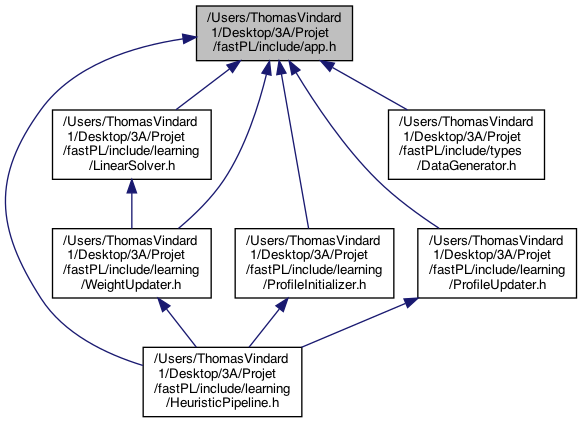 /Users/ThomasVindard
1/Desktop/3A/Projet
/fastPL/include/app.h
/Users/ThomasVindard
1/Desktop/3A/Projet
/fastPL/include/learning
/LinearSolver.h
/Users/ThomasVindard
1/Desktop/3A/Projet
/fastPL/include/types
/DataGenerator.h
/Users/ThomasVindard
1/Desktop/3A/Projet
/fastPL/include/learning
/WeightUpdater.h
/Users/ThomasVindard
1/Desktop/3A/Projet
/fastPL/include/learning
/ProfileInitializer.h
/Users/ThomasVindard
1/Desktop/3A/Projet
/fastPL/include/learning
/ProfileUpdater.h
/Users/ThomasVindard
1/Desktop/3A/Projet
/fastPL/include/learning
/HeuristicPipeline.h